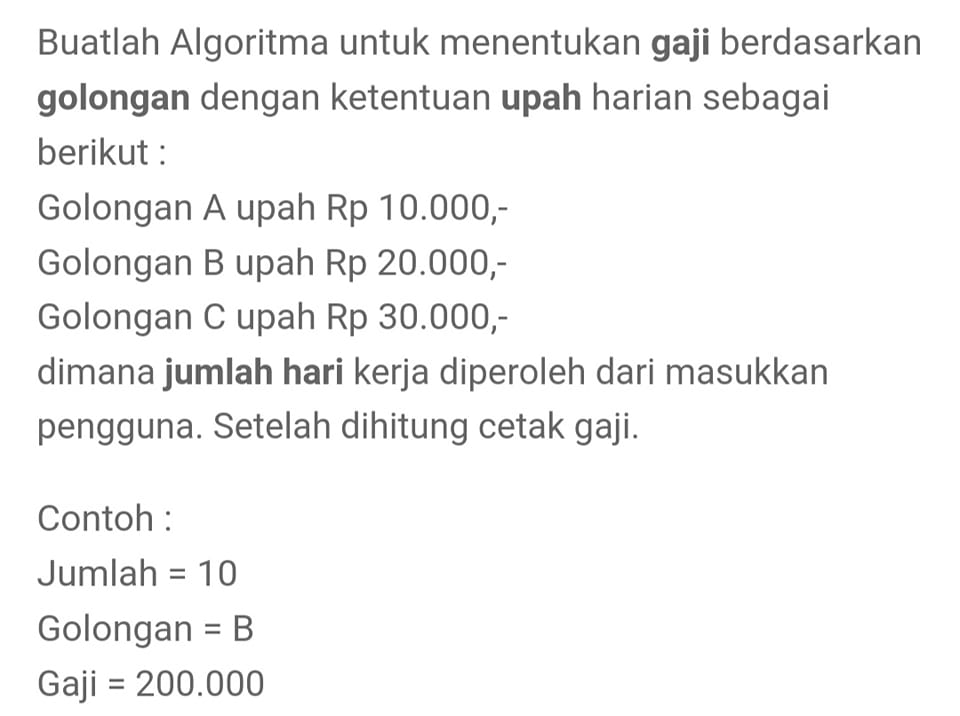 Buatlah Algoritma untuk menentukan gaji berdasarkan
golongan dengan ketentuan upah harian sebagai
berikut :
Golongan A upah Rp 10.000,-
Golongan B upah Rp 20.000,-
Golongan C upah Rp 30.000,-
dimana jumlah hari kerja diperoleh dari masukkan
pengguna. Setelah dihitung cetak gaji.
Contoh :
Jumlah = 10
Golongan = B
Gaji = 200.000